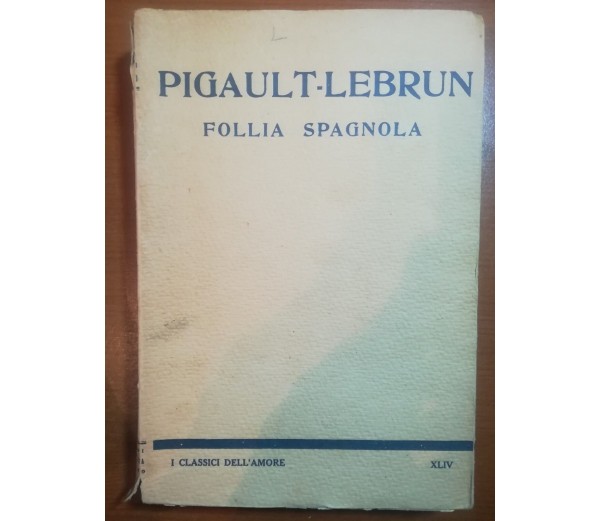 PIGAULT-LEBRUN
FOLLIA SPAGNOLA
I CLASSICI DELL'AMORE XLIV